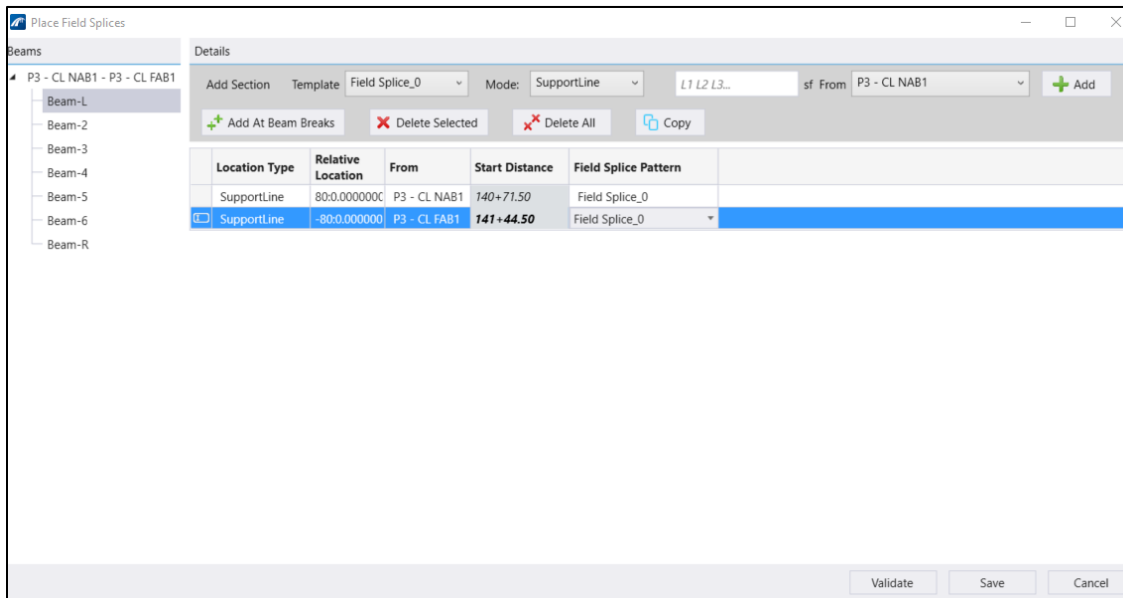 Place Field Splices
Beams
P3 - CL NAB1 - P3 - CL FAB1
Beam-L
Beam-2
Beam-3
Beam-4
Beam-5
Beam-6
Beam-R
Details
Add Section Template Field Splice_0 Mode: SupportLine L1 L2 L3... sf From P3 - CL NAB1 Add
Add At Beam Breaks Delete Selected Delete All Copy
Location Type Relative Location From Start Distance Field Splice Pattern
SupportLine 80:0.0000000 P3 - CL NAB1 140+71.50 Field Splice_0
SupportLine -80:0.000000 P3 - CL FAB1 141+44.50 Field Splice_0
Validate Save Cancel